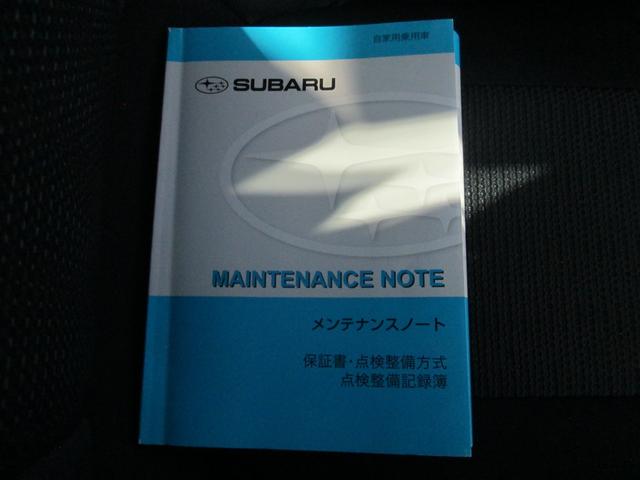 自家用乗用車
SUBARU
MAINTENANCE NOTE
メンテナンスノート
保証書・点検整備方式
点検整備記録簿